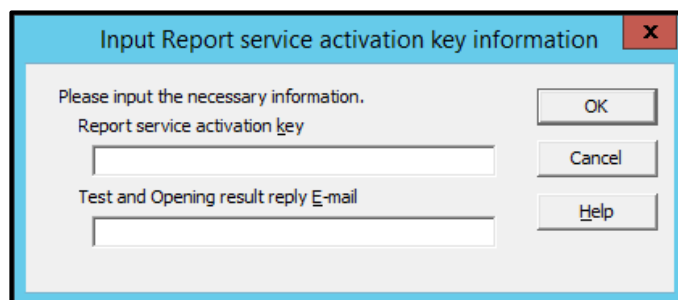 Input Report service activation key information
x
Please input the necessary information.
Report service activation key
OK
Cancel
Test and Opening result reply E-mail
Help